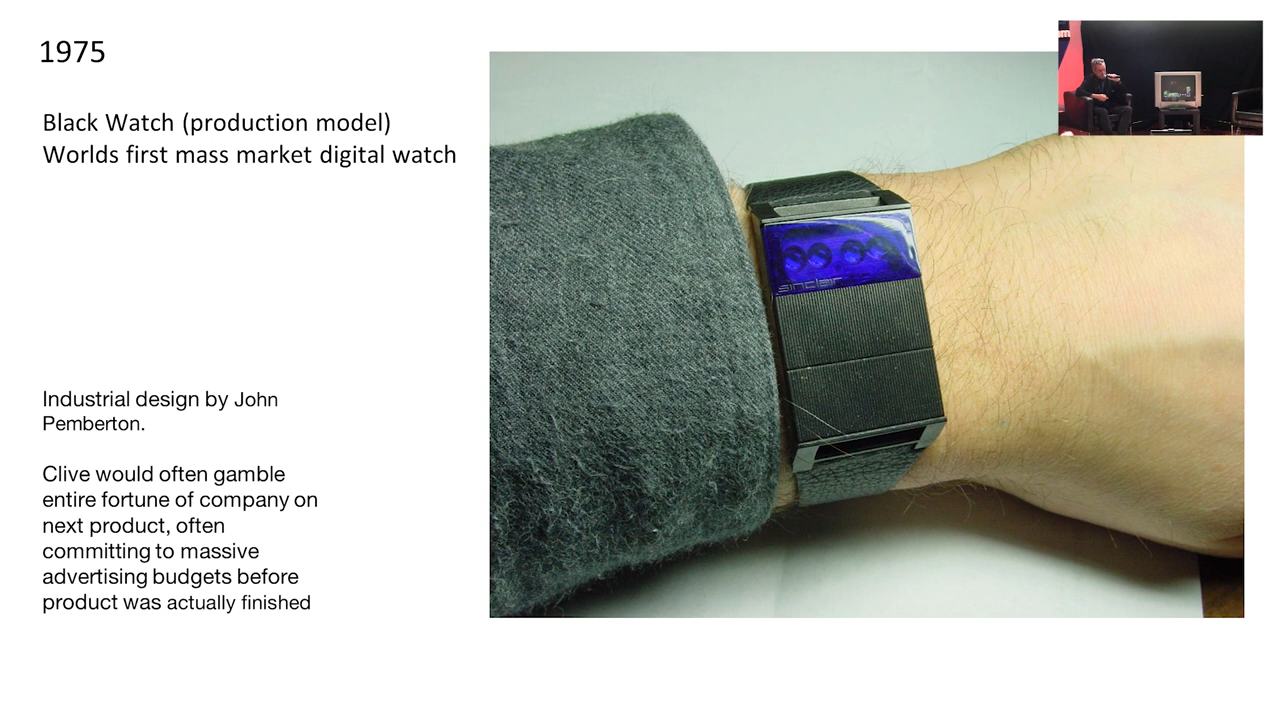 1975
Black Watch (production model)
Worlds first mass market digital watch
sinclair
Industrial design by John
Pemberton.
Clive would often gamble
entire fortune of company on
next product, often
committing to massive
advertising budgets before
product was actually finished